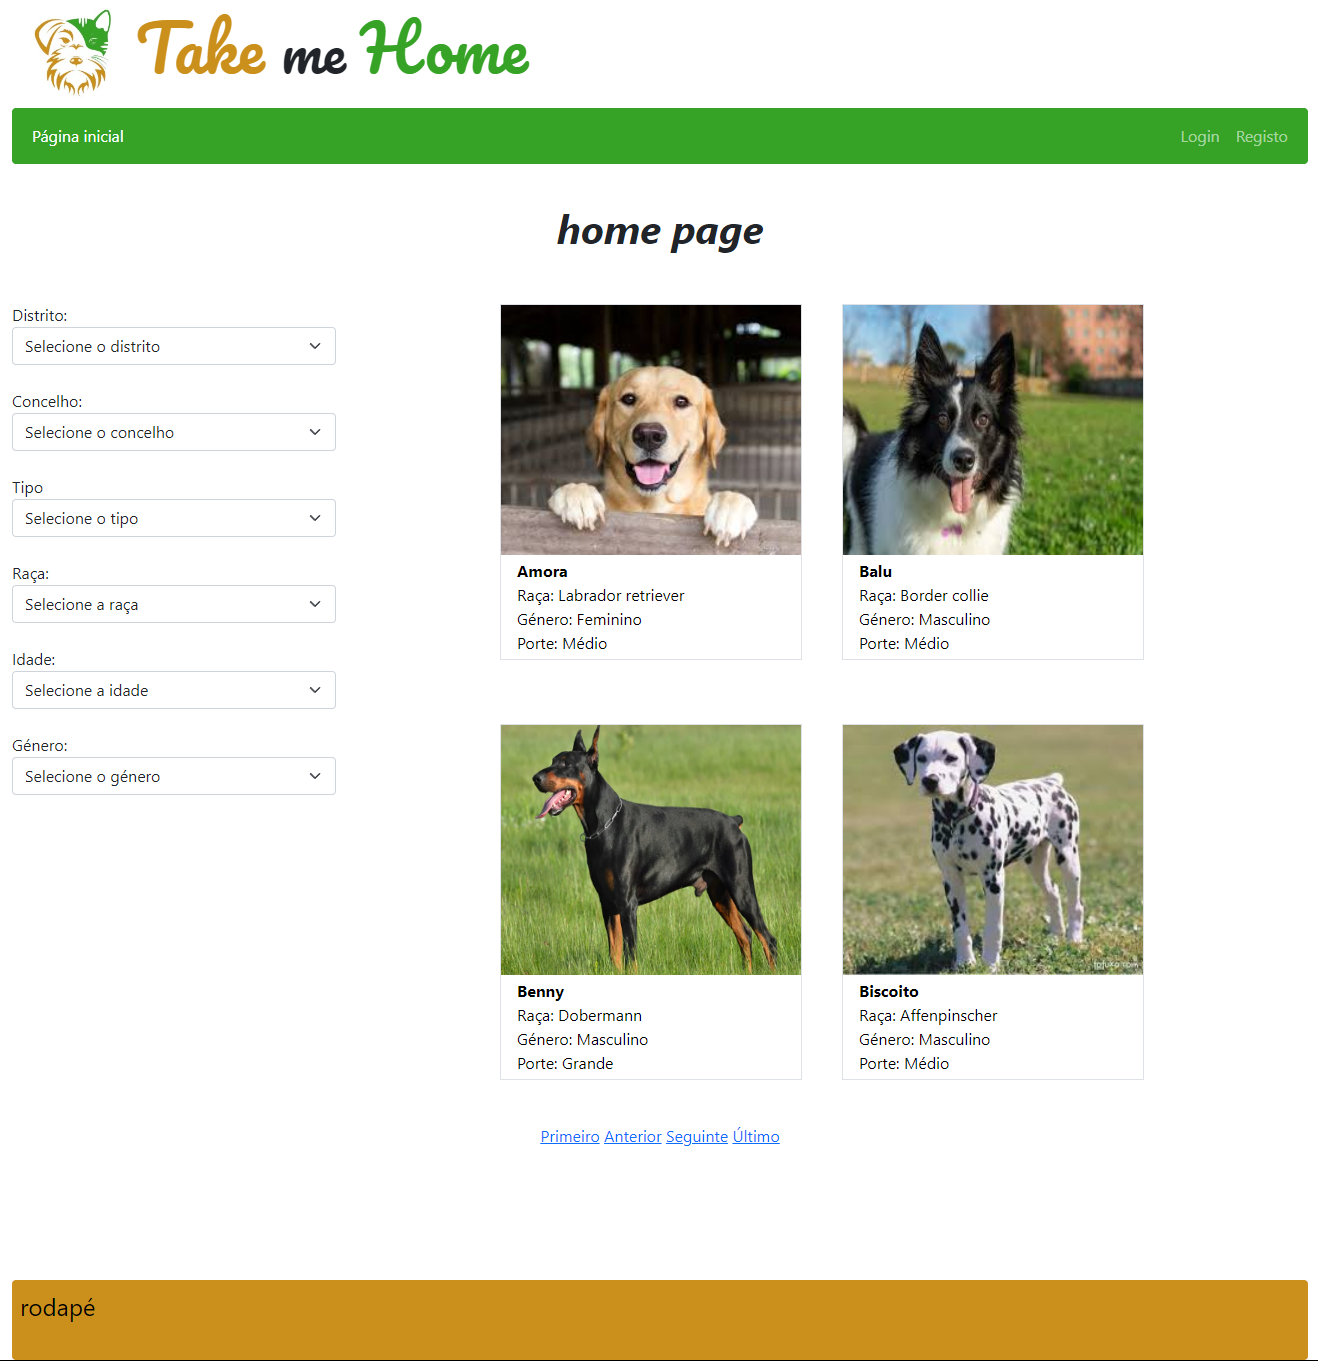 Take me Home
Página inicial
Login
Registo
home page
Distrito:
Selecione o distrito
Concelho:
Selecione o concelho
Tipo
Selecione o tipo
Raça:
Selecione a raça
Idade:
Selecione a idade
Género:
Selecione o género
Amora
Raça: Labrador retriever
Género: Feminino
Porte: Médio
Balu
Raça: Border collie
Género: Masculino
Porte: Médio
Benny
Raça: Dobermann
Género: Masculino
Porte: Grande
Biscoito
Raça: Affenpinscher
Género: Masculino
Porte: Médio
Primeiro Anterior Seguinte Último
rodapé